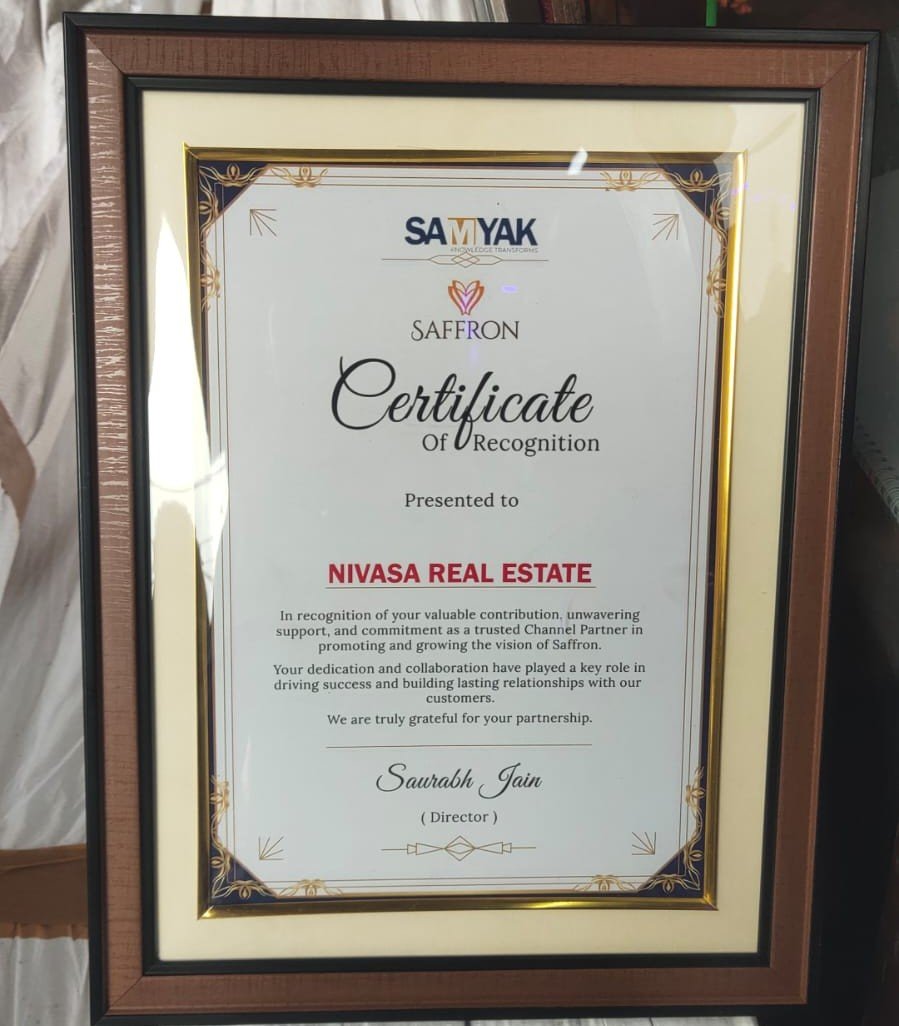 SAMYAK
KNOWLEDGE TRANSFORMS
SAFFRON
Certificate
Of Recognition
Presented to
NIVASA REAL ESTATE
In recognition of your valuable contribution, unwavering
support, and commitment as a trusted Channel Partner in
promoting and growing the vision of Saffron.
Your dedication and collaboration have played a key role in
driving success and building lasting relationships with our
customers.
We are truly grateful for your partnership.
Saurabh Jain
( Director )